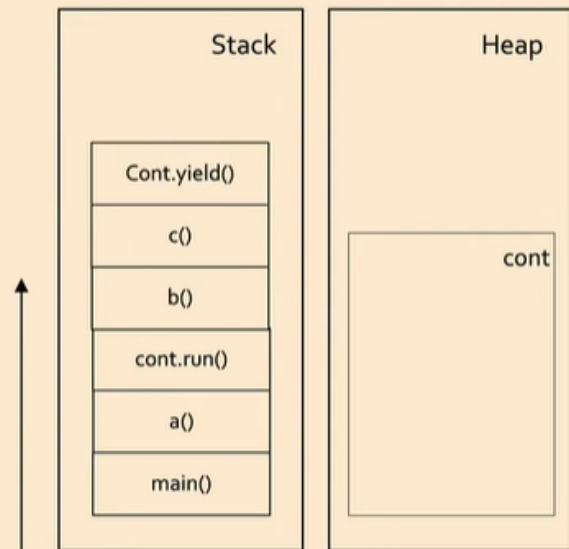 Stack
Heap
Cont.yield()
c()
cont
b()
cont.run()
a()
main()